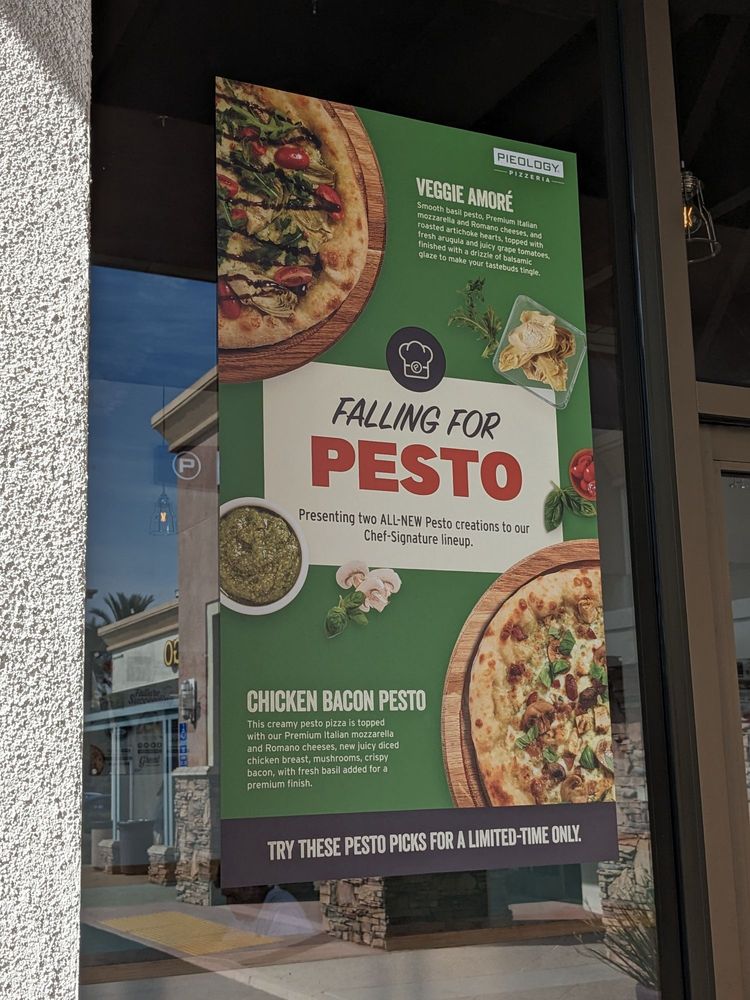 PIEOLOGY
PIZZERIA
VEGGIE AMORÉ
Smooth basil pesto, Premium Italian
mozzarella and Romano cheeses, and
roasted artichoke hearts, topped with
fresh arugula and juicy grape tomatoes,
finished with a drizzle of balsamic
glaze to make your tastebuds tingle.
FALLING FOR
PESTO
Presenting two ALL-NEW Pesto creations to our
Chef-Signature lineup.
P
CHICKEN BACON PESTO
This creamy pesto pizza is topped
with our Premium Italian mozzarella
and Romano cheeses, new juicy diced
chicken breast, mushrooms, crispy
bacon, with fresh basil added for a
premium finish.
TRY THESE PESTO PICKS FOR A LIMITED-TIME ONLY.